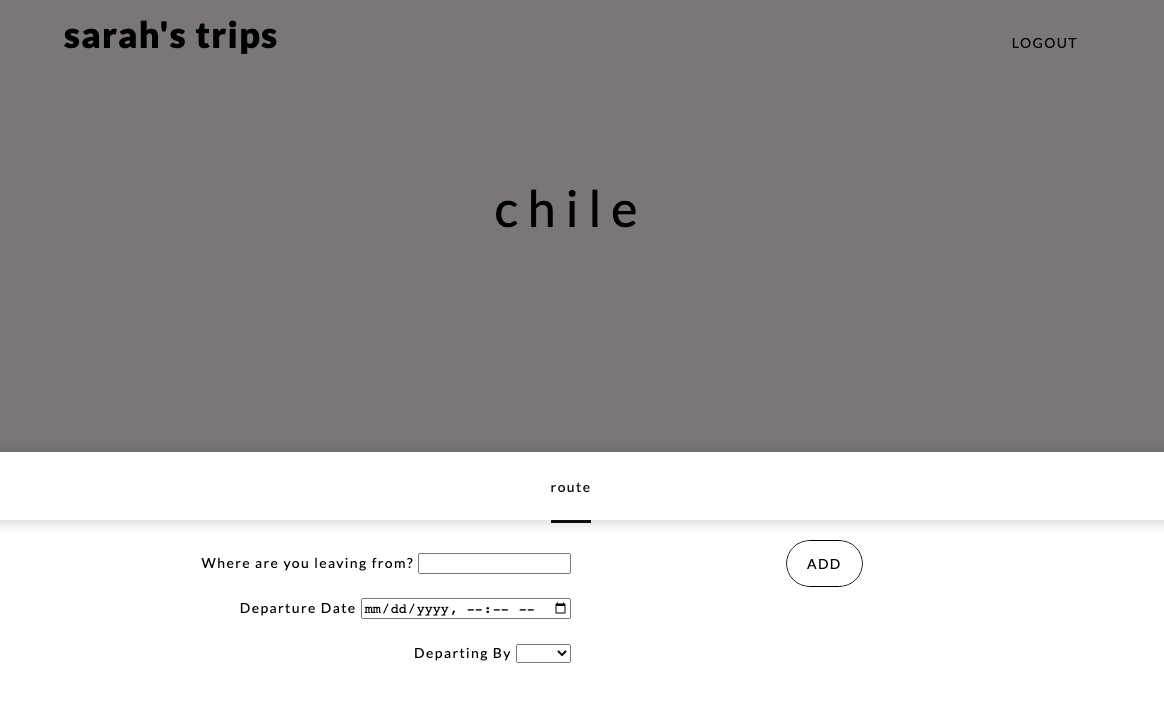 sarah's trips
LOGOUT
chile
route
Where are you leaving from?
ADD
Departure Date mm/dd/yyyy, --:-- --
Departing By